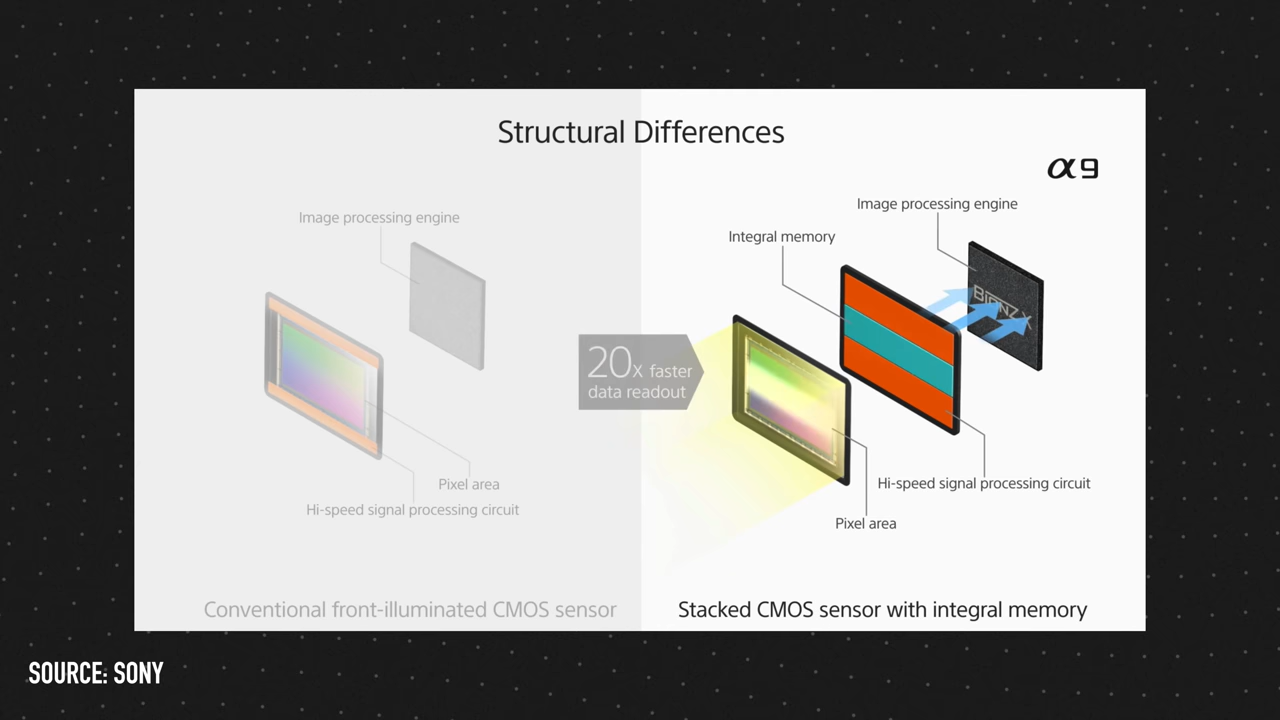 Structural Differences
α9
Image processing engine
Pixel area
Hi-speed signal processing circuit
Conventional front-illuminated CMOS sensor
20x faster
data readout
Image processing engine
Integral memory
BIONZ X
Hi-speed signal processing circuit
Pixel area
Stacked CMOS sensor with integral memory
SOURCE: SONY